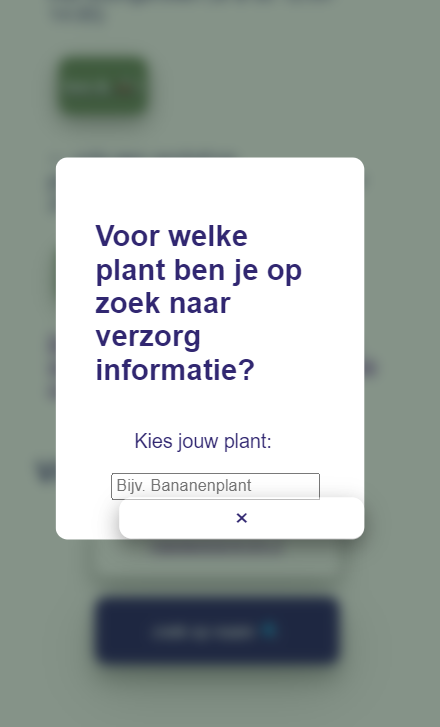 Voor welke
plant ben je op
zoek naar
verzorg
informatie?
Kies jouw plant:
Bijv. Bananenplant
×